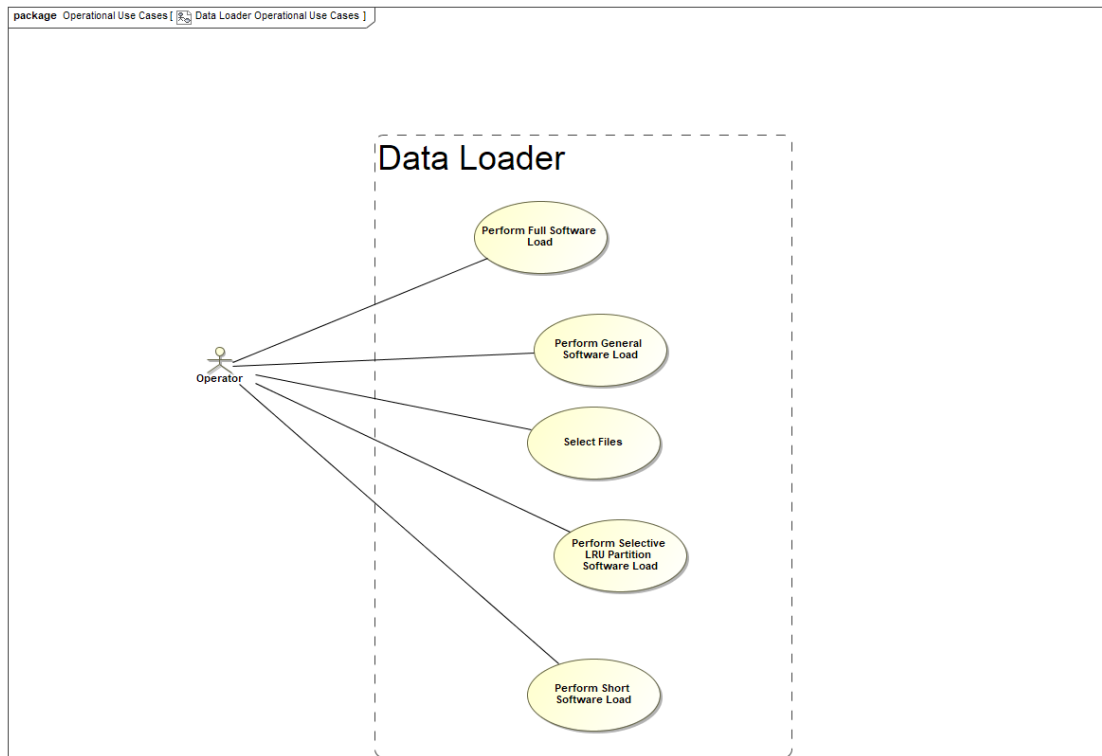 package Operational Use Cases [ Data Loader Operational Use Cases ]
Data Loader
Perform Full Software
Load
Perform General
Software Load
Operator
Select Files
Perform Selective
LRU Partition
Software Load
Perform Short
Software Load